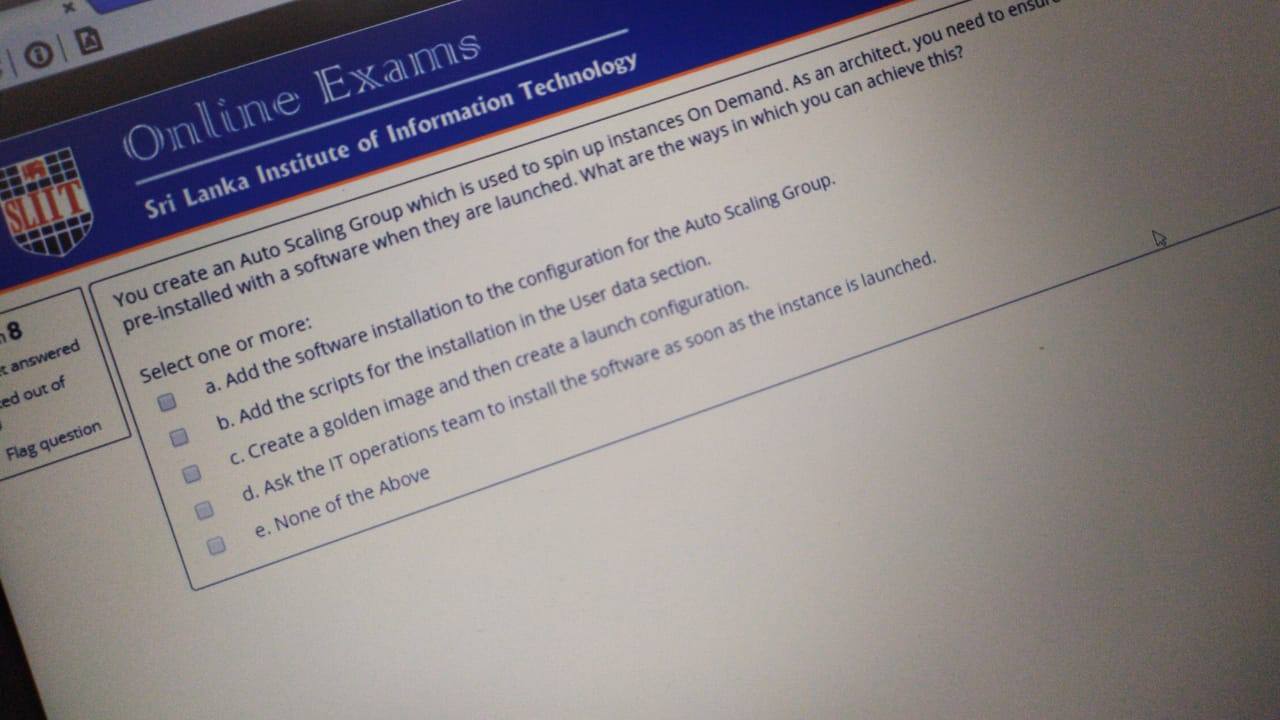 Online Exams
Sri Lanka Institute of Information Technology
SLIIT
8
answered
out of
Flag question
You create an Auto Scaling Group which is used to spin up instances On Demand. As an architect, you need to
pre-installed with a software when they are launched. What are the ways in which you can achieve this?
Select one or more:
a. Add the software installation to the configuration for the Auto Scaling Group.
b. Add the scripts for the installation in the User data section.
c. Create a golden image and then create a launch configuration.
d. Ask the IT operations team to install the software as soon as the instance is launched.
e. None of the Above